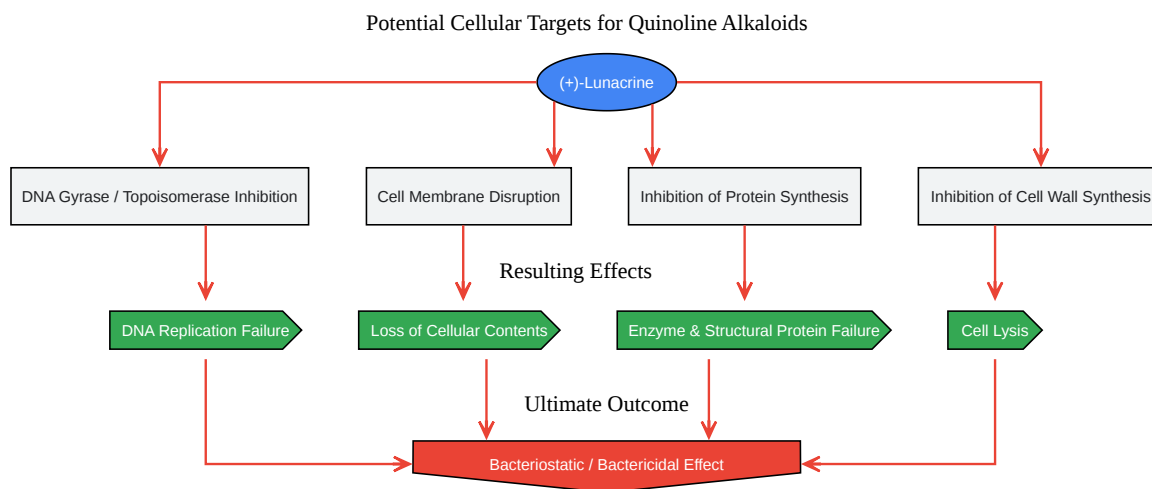 Potential Cellular Targets for Quinoline Alkaloids
(+)-Lunacrine
DNA Gyrase / Topoisomerase Inhibition
Cell Membrane Disruption
Inhibition of Protein Synthesis
Inhibition of Cell Wall Synthesis
Resulting Effects
DNA Replication Failure
Loss of Cellular Contents
Enzyme & Structural Protein Failure
Cell Lysis
Ultimate Outcome
Bacteriostatic / Bactericidal Effect